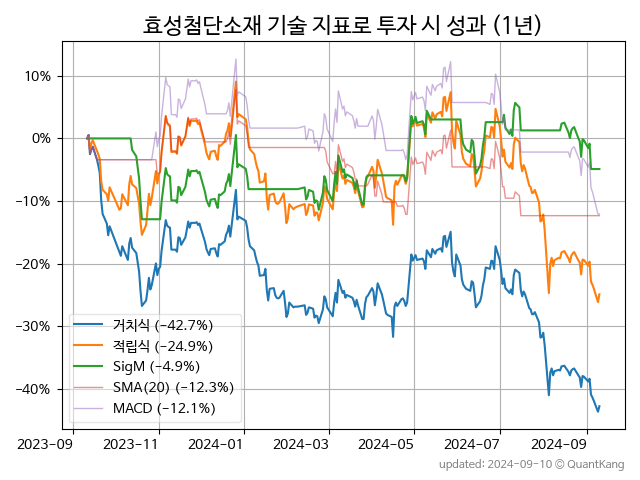 효성첨단소재 기술 지표로 투자 시 성과 (1년)
10%
0%
−10%
−20%
−30%
−40%
거치식 (−42.7%)
적립식 (−24.9%)
SigM (−4.9%)
SMA(20) (−12.3%)
MACD (−12.1%)
2023-09
2023-11
2024-01
2024-03
2024-05
2024-07
2024-09
updated: 2024-09-10 © QuantKang